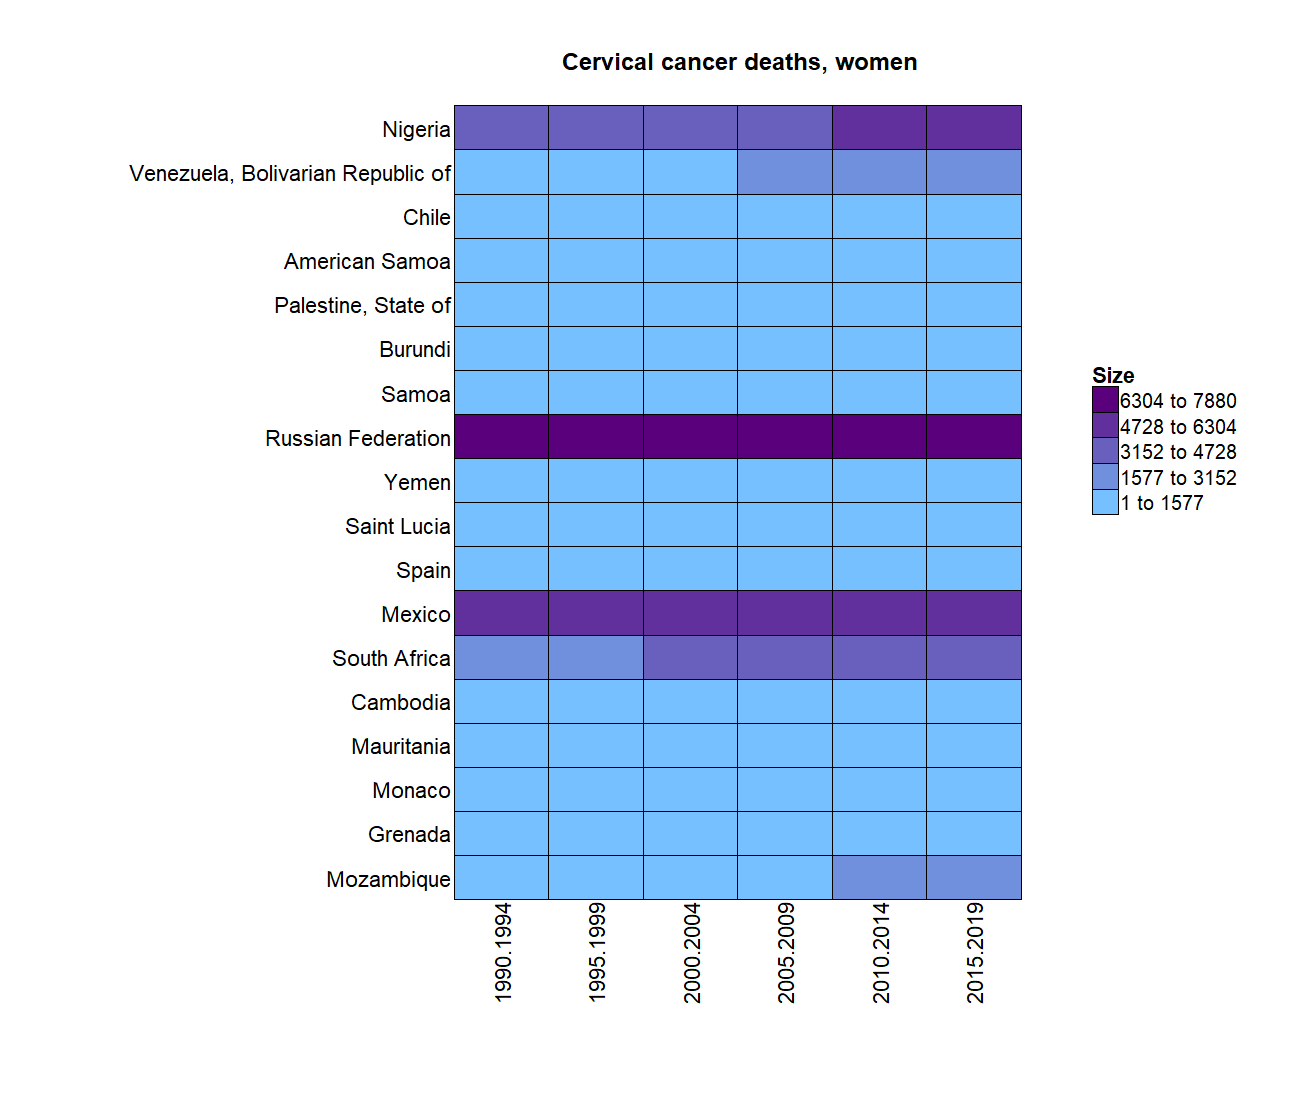 Cervical cancer deaths, women
Nigeria
Venezuela, Bolivarian Republic of
Chile
American Samoa
Palestine, State of
Burundi
Samoa
Russian Federation
Yemen
Saint Lucia
Spain
Mexico
South Africa
Cambodia
Mauritania
Monaco
Grenada
Mozambique
1990.1994
1995.1999
2000.2004
2005.2009
2010.2014
2015.2019
Size
6304 to 7880
4728 to 6304
3152 to 4728
1577 to 3152
1 to 1577